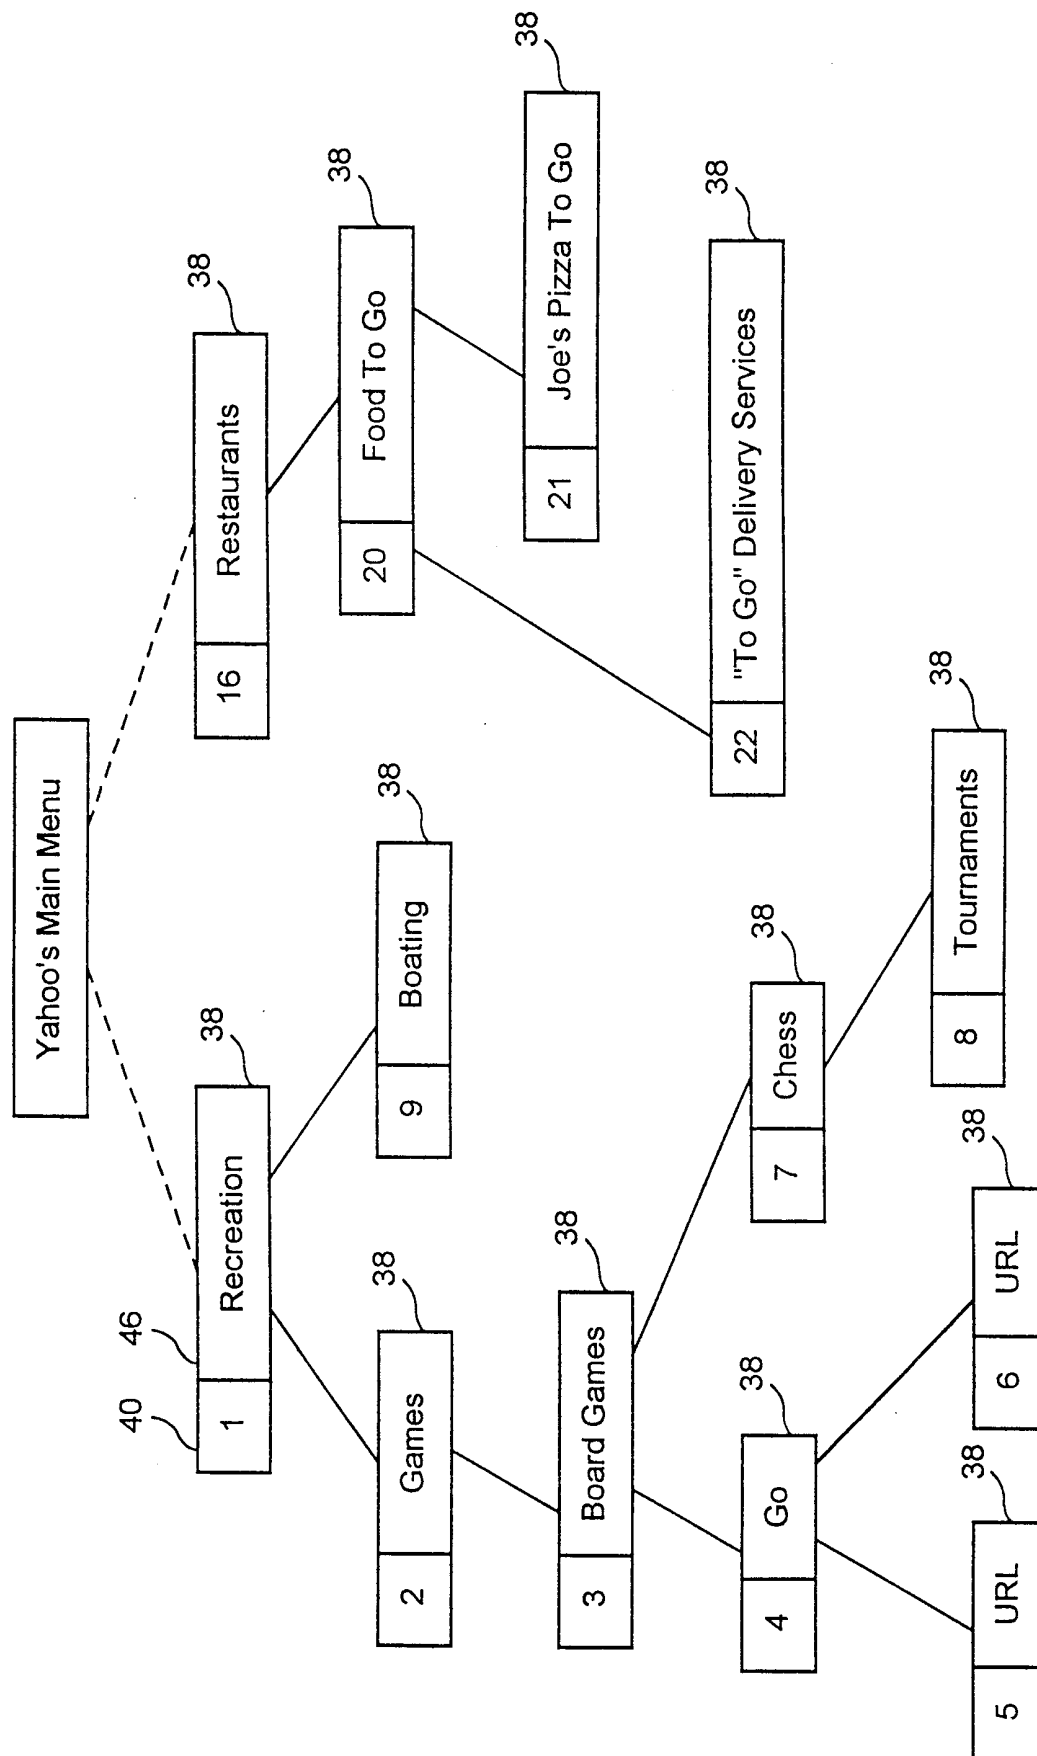 Yahoo's Main Menu
40
46
38
1
Recreation
38
16
Restaurants
38
2
Games
38
9
Boating
38
20
Food To Go
38
3
Board Games
38
21
Joe's Pizza To Go
38
4
Go
38
7
Chess
38
22
"To Go" Delivery Services
38
5
URL
38
6
URL
38
8
Tournaments
38